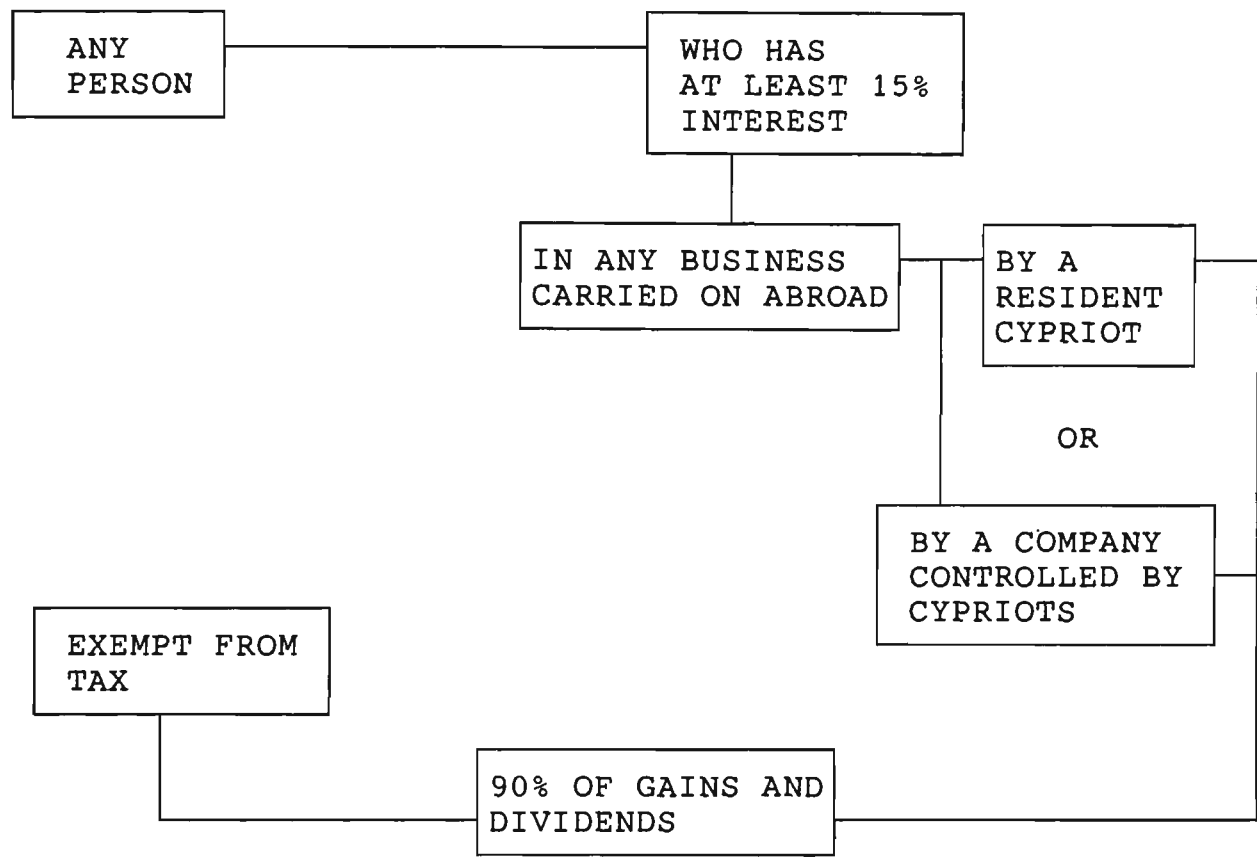 ANY
PERSON
WHO HAS
AT LEAST 15%
INTEREST
IN ANY BUSINESS
CARRIED ON ABROAD
BY A
RESIDENT
CYPRIOT
OR
BY A COMPANY
CONTROLLED BY
CYPRIOTS
EXEMPT FROM
TAX
90% OF GAINS AND
DIVIDENDS